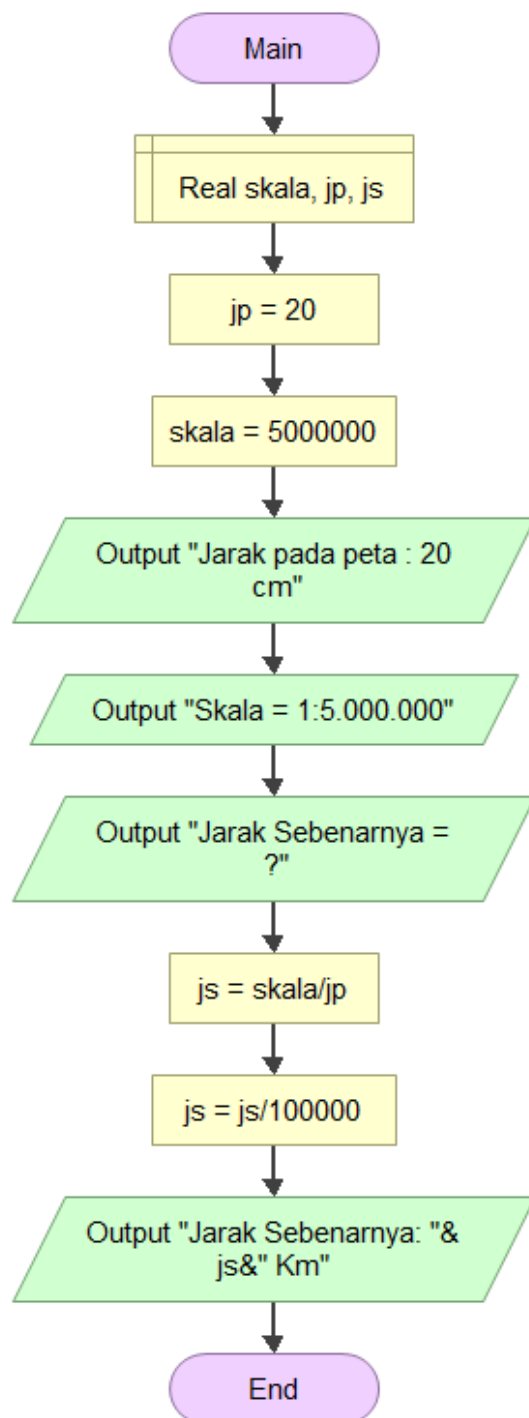 Main
Real skala, jp, js
jp = 20
skala = 5000000
Output "Jarak pada peta : 20
cm"
Output "Skala = 1:5.000.000"
Output "Jarak Sebenarnya =
?"
js = skala/jp
js = js/100000
Output "Jarak Sebenarnya: "&
js&" Km"
End